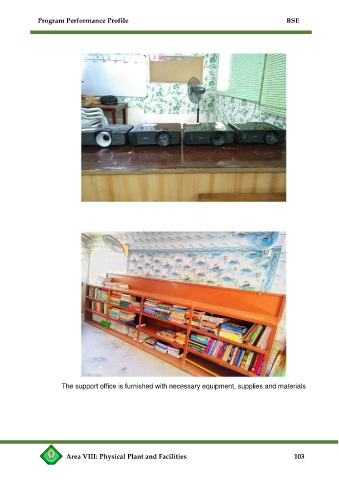 Program Performance Profile BSE
The support office is furnished with necessary equipment, supplies and materials
Area VIII: Physical Plant and Facilities 103